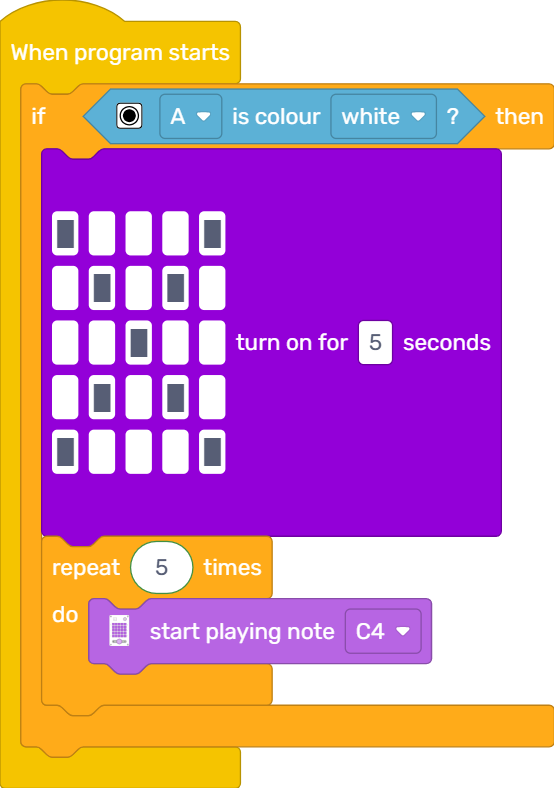 When program starts
if A is colour white ? then
turn on for 5 seconds
repeat 5 times
do start playing note C4